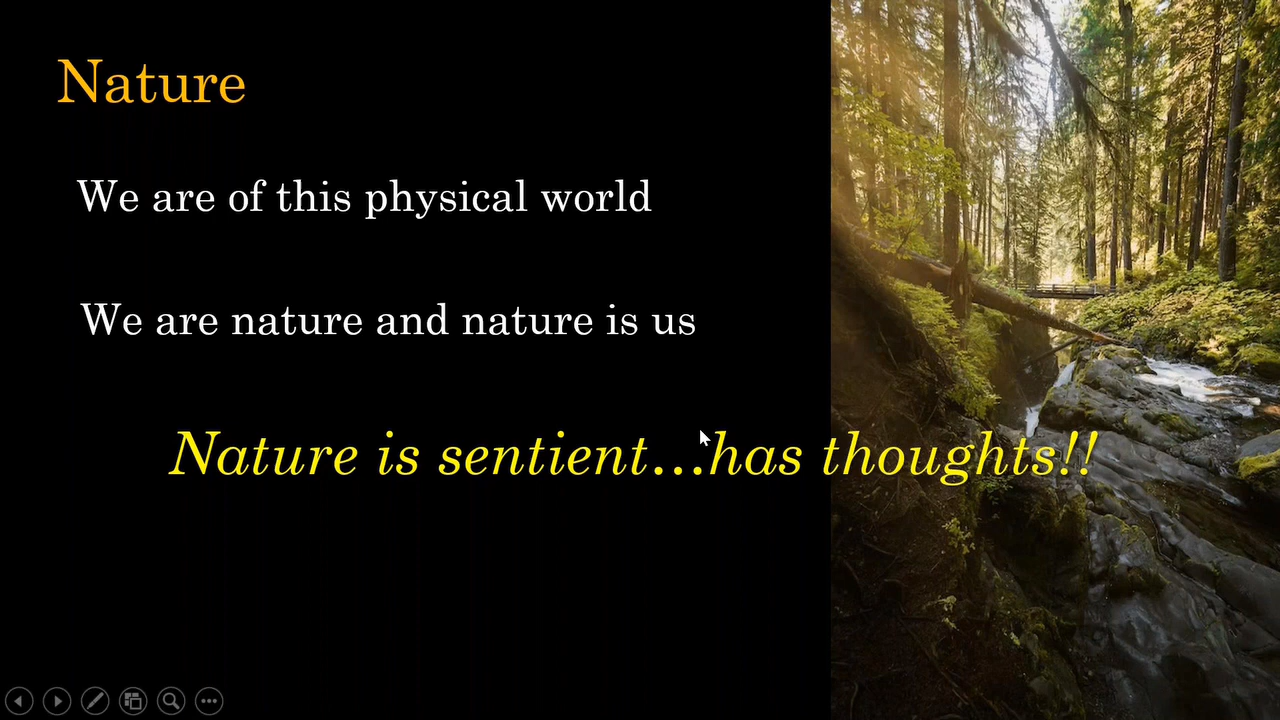 Nature
We are of this physical world
We are nature and nature is us
Nature is sentient...has thoughts!!